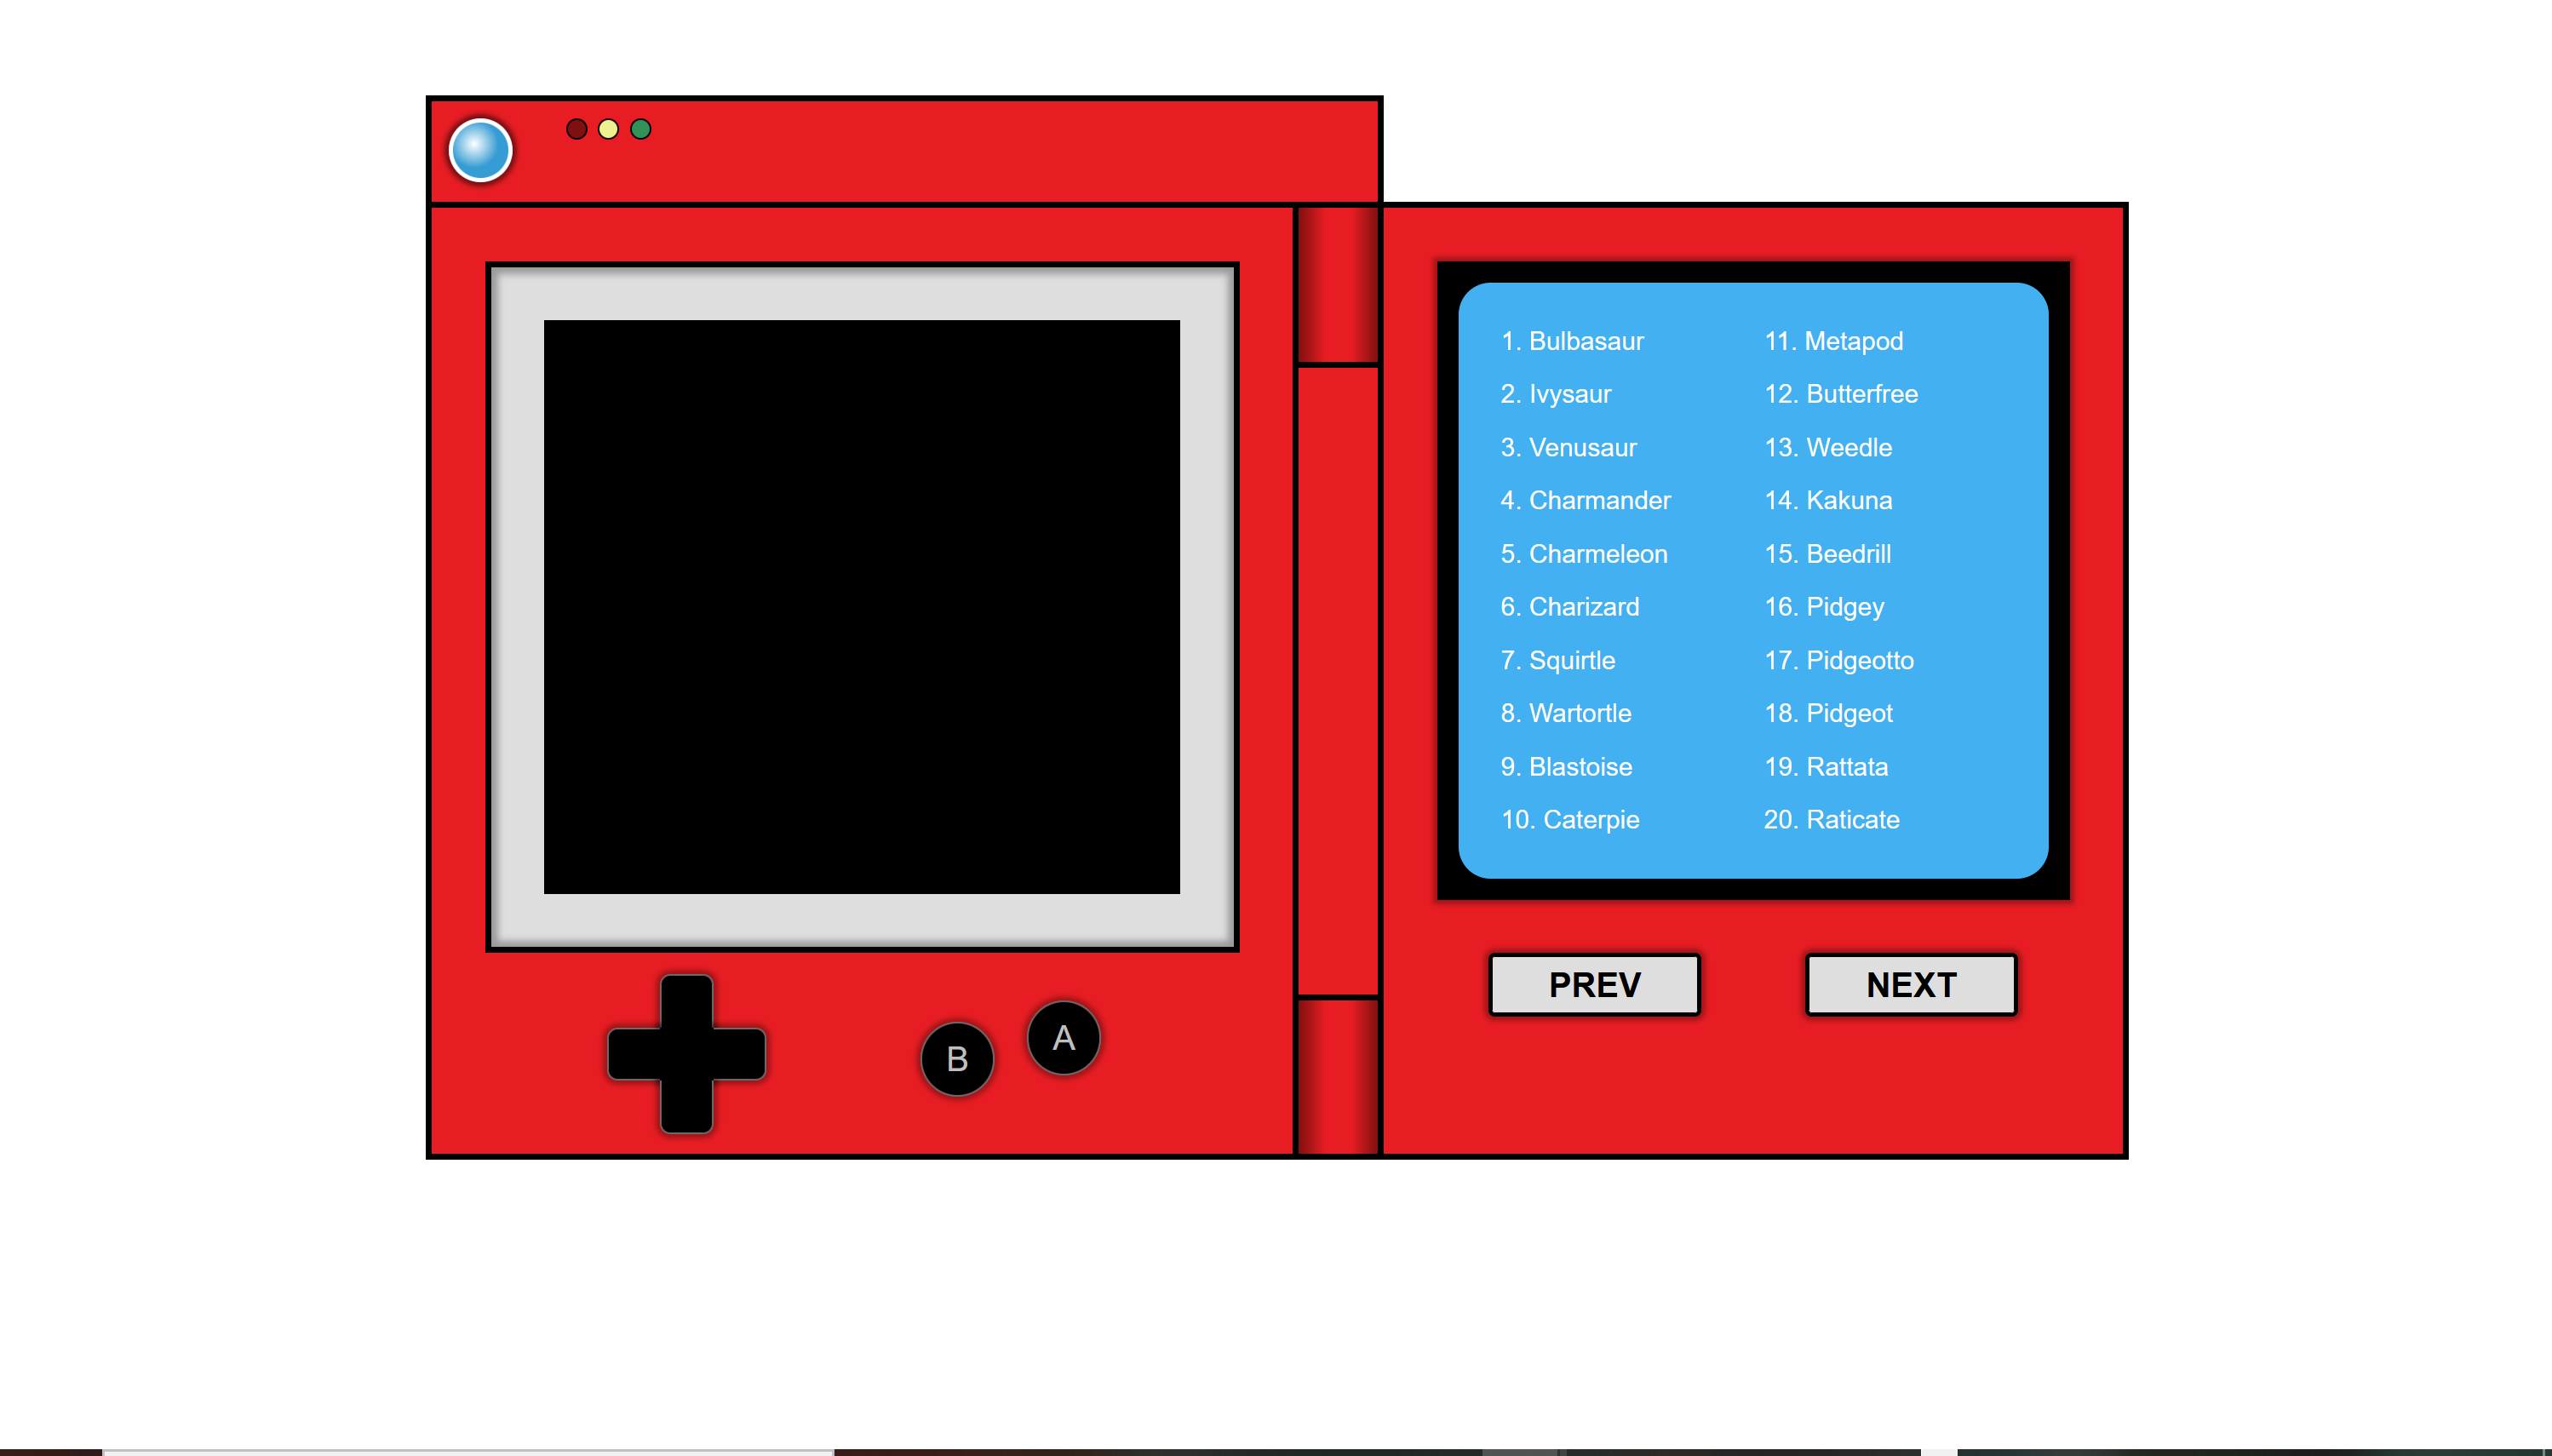 1. Bulbasaur
2. Ivysaur
3. Venusaur
4. Charmander
5. Charmeleon
6. Charizard
7. Squirtle
8. Wartortle
9. Blastoise
10. Caterpie
11. Metapod
12. Butterfree
13. Weedle
14. Kakuna
15. Beedrill
16. Pidgey
17. Pidgeotto
18. Pidgeot
19. Rattata
20. Raticate
PREV
NEXT
B
A